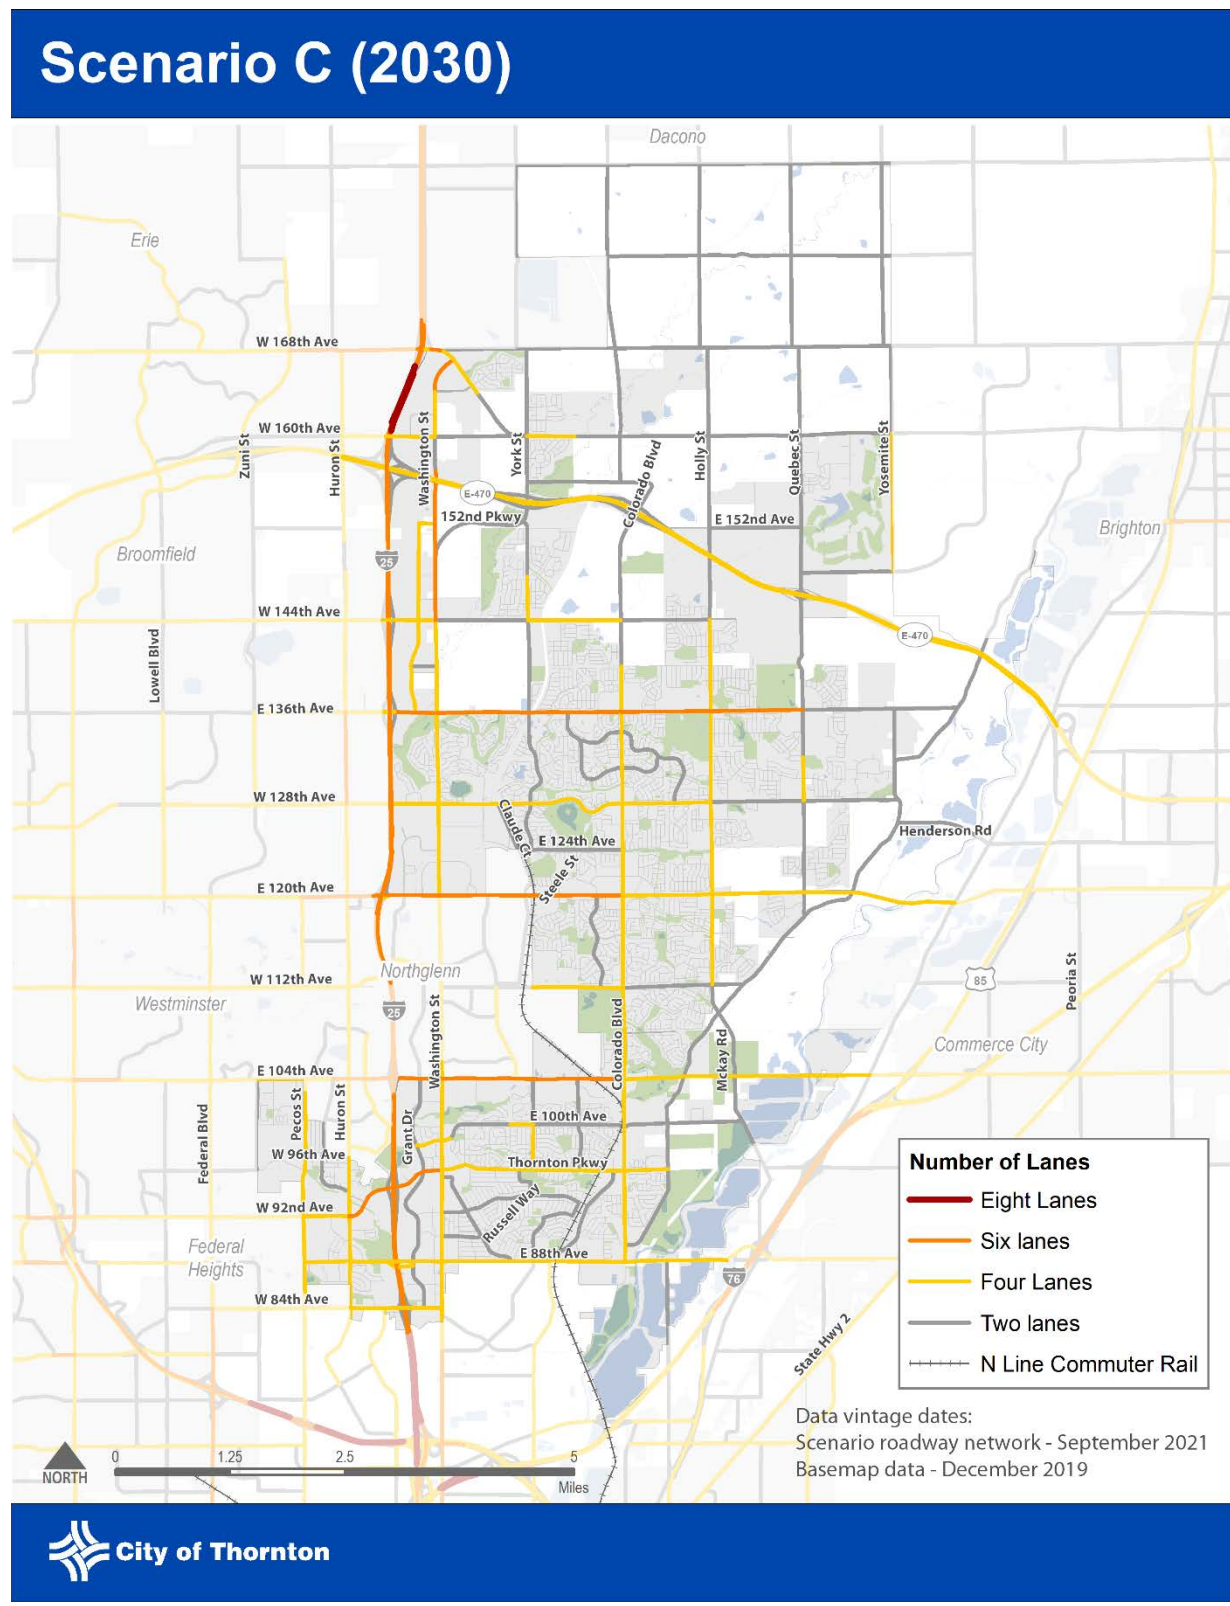 Scenario C (2030)
Dacono
Erie
W 168th Ave
W 160th Ave
Zuni St
Huron St
Washington St
York St
Colorado Blvd
Holly St
Quebec St
Yosemite St
E-470
152nd Pkwy
E 152nd Ave
Brighton
Broomfield
25
W 144th Ave
E-470
Lowell Blvd
E 136th Ave
W 128th Ave
Claude Ct
E 124th Ave
Henderson Rd
Steele St
E 120th Ave
Northglenn
W 112th Ave
Westminster
25
Washington St
Colorado Blvd
Mckay Rd
85
Peoria St
Commerce City
E 104th Ave
Pecos St
Huron St
Federal Blvd
Grant Dr
E 100th Ave
W 96th Ave
Thornton Pkwy
Russell Way
W 92nd Ave
Federal
Heights
E 88th Ave
76
W 84th Ave
State Hwy 2
Number of Lanes
Eight Lanes
Six lanes
Four Lanes
Two lanes
N Line Commuter Rail
Data vintage dates:
Scenario roadway network - September 2021
Basemap data - December 2019
NORTH
0 1.25 2.5 5
Miles
City of Thornton